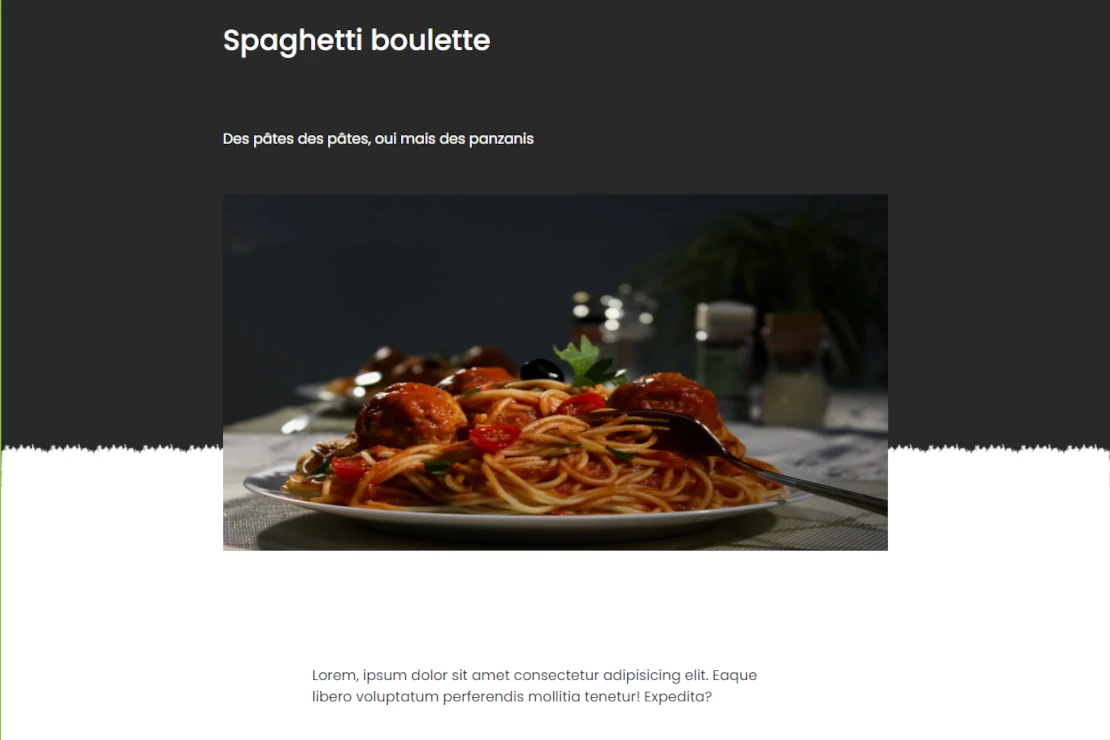 Spaghetti boulette
Des pâtes des pâtes, oui mais des panzanis
Lorem, ipsum dolor sit amet consectetur adipisicing elit. Eaque
libero voluptatum perferendis mollitia tenetur! Expedita?